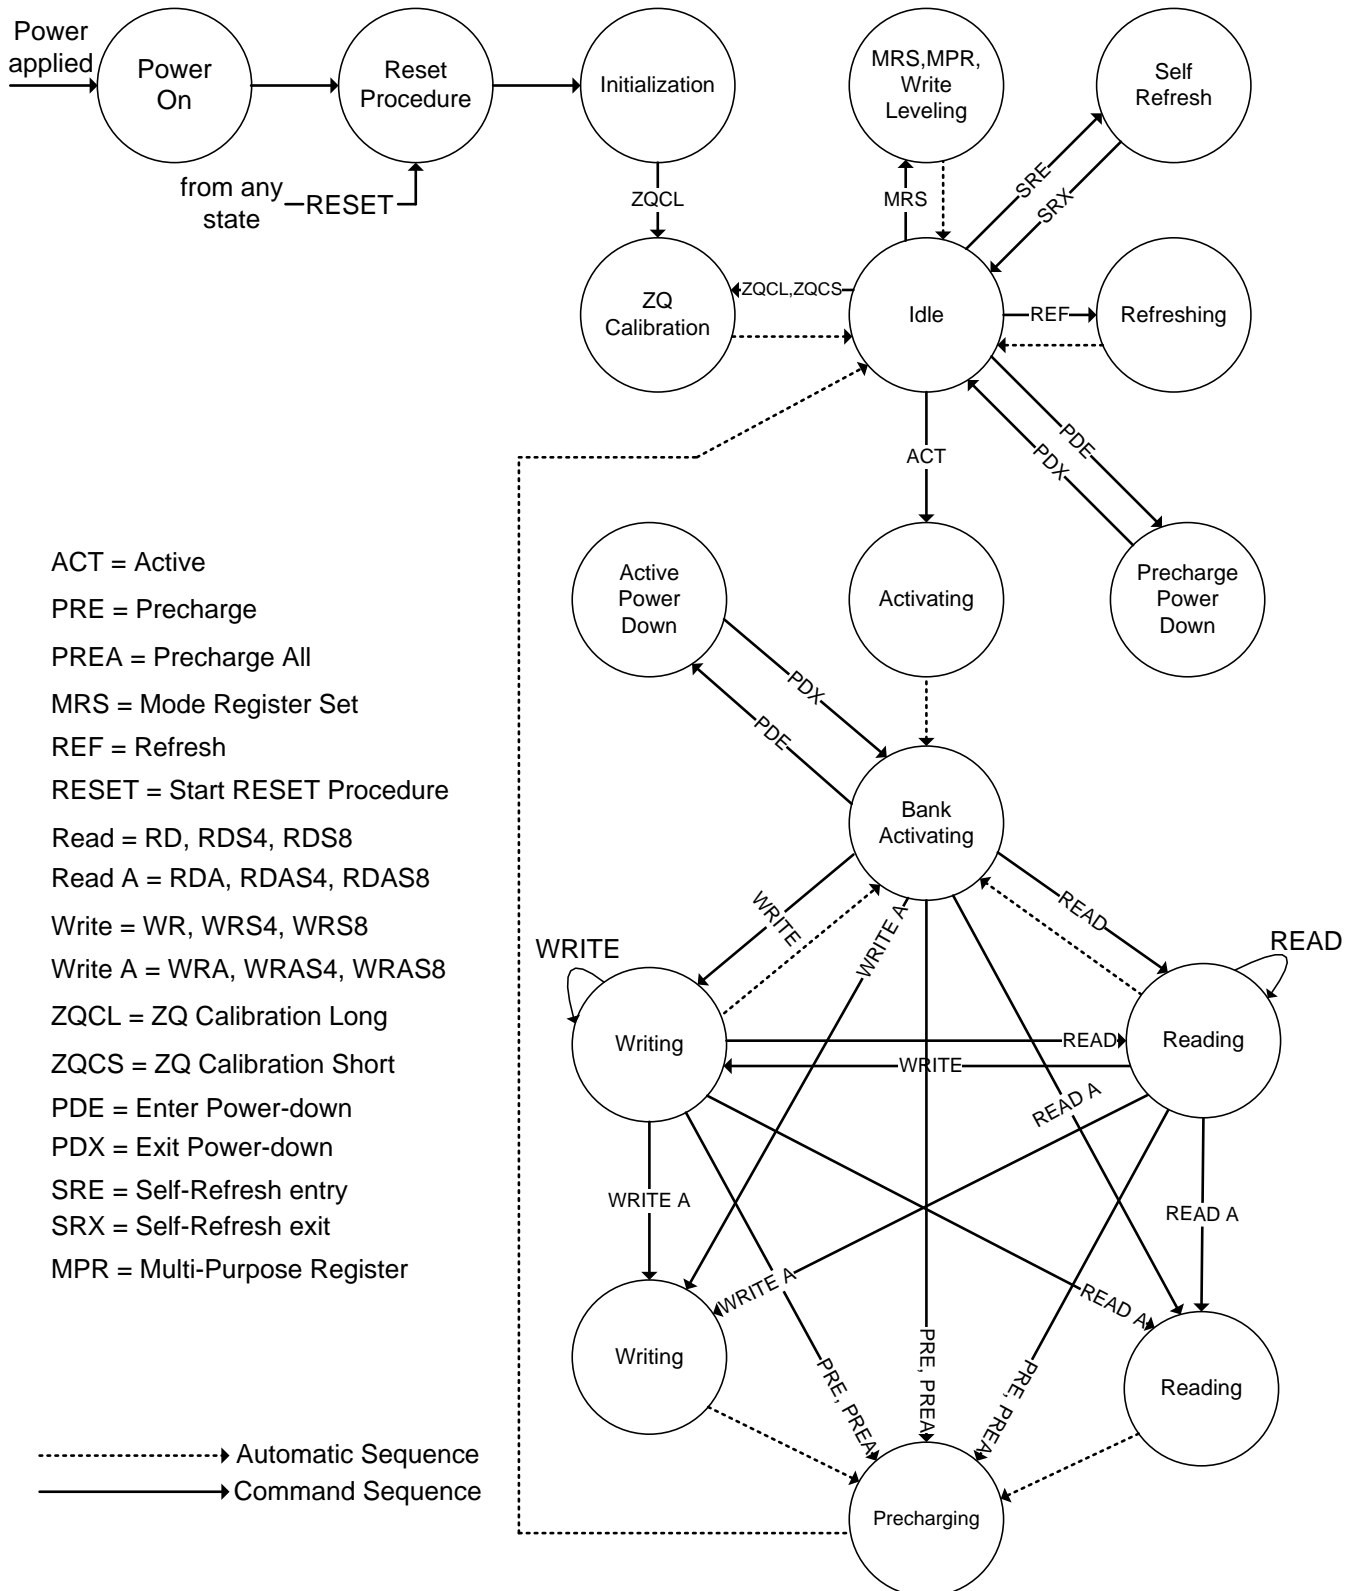 Power
applied
Power
On
Reset
Procedure
Initialization
MRS,MPR,
Write
Leveling
Self
Refresh
from any
state
RESET
ZQCL
MRS
SRE
SRX
ZQ
Calibration
ZQCL,ZQCS
Idle
REF
Refreshing
ACT
PDE
PDX
Active
Power
Down
Activating
Precharge
Power
Down
PDX
PDE
Bank
Activating
ACT = Active
PRE = Precharge
PREA = Precharge All
MRS = Mode Register Set
REF = Refresh
RESET = Start RESET Procedure
Read = RD, RDS4, RDS8
Read A = RDA, RDAS4, RDAS8
Write = WR, WRS4, WRS8
Write A = WRA, WRAS4, WRAS8
ZQCL = ZQ Calibration Long
ZQCS = ZQ Calibration Short
PDE = Enter Power-down
PDX = Exit Power-down
SRE = Self-Refresh entry
SRX = Self-Refresh exit
MPR = Multi-Purpose Register
WRITE
WRITE
WRITE A
READ
READ
Writing
READ
WRITE
Reading
READ A
WRITE A
READ A
WRITE A
READ A
Writing
PRE, PREA
PRE, PREA
PRE, PREA
Reading
Precharging
Automatic Sequence
Command Sequence